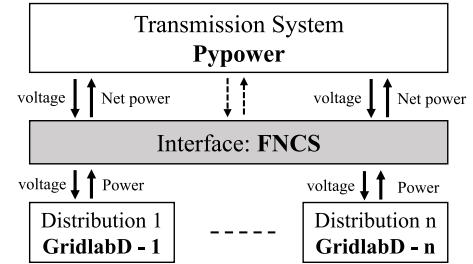 Transmission System
Pypower
voltage Net power voltage Net power
Interface: FNCS
voltage Power voltage Power
Distribution 1 Distribution n
GridlabD - 1 GridlabD - n